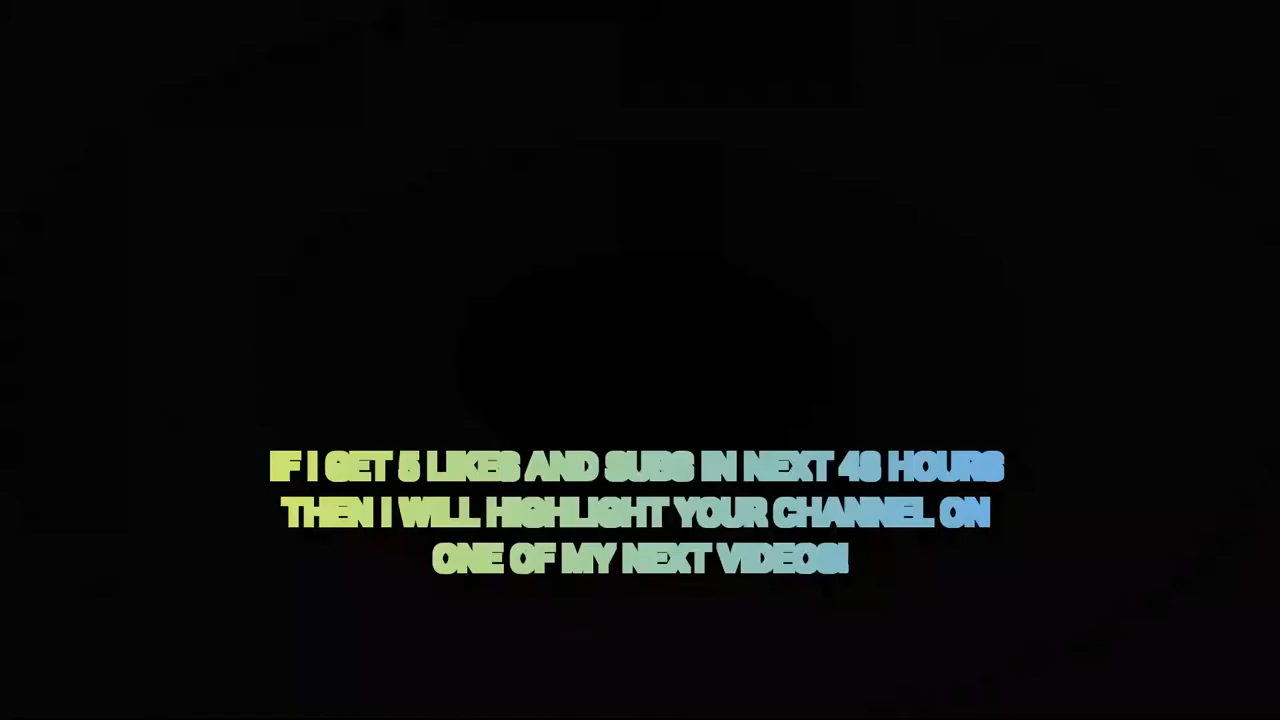 IF I GET 5 LIKES AND SUBS IN NEXT 48 HOURS
THEN I WILL HIGHLIGHT YOUR CHANNEL ON
ONE OF MY NEXT VIDEOS!